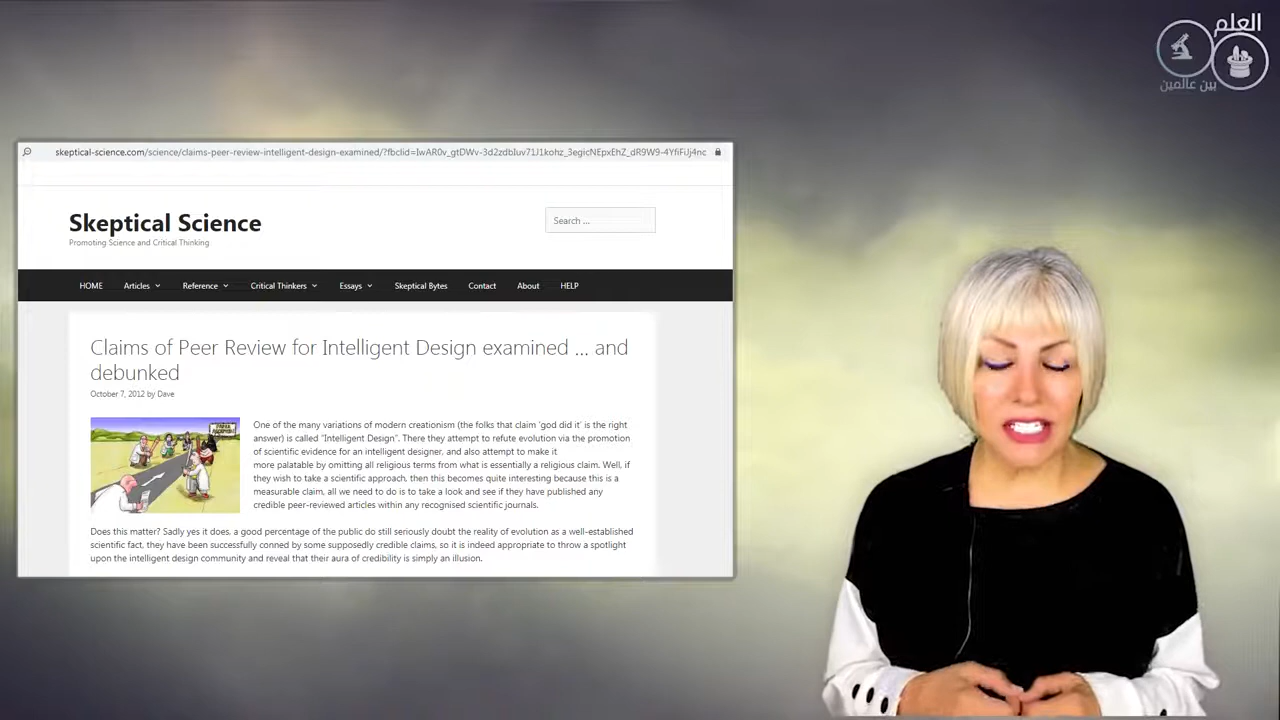 العلم
بين عالمين
skeptical-science.com/science/claims-peer-review-intelligent-design-examined/?fbclid=IwAR0v_gtDWv-3d2zdbIuv71J1kohz_3egicNEpxEhZ_dR9W9-4YfiFiJj4nc
Skeptical Science
Search ...
Promoting Science and Critical Thinking
HOME Articles Reference Critical Thinkers Essays Skeptical Bytes Contact About HELP
Claims of Peer Review for Intelligent Design examined ... and
debunked
October 7, 2012 by Dave
One of the many variations of modern creationism (the folks that claim 'god did it' is the right
answer) is called "Intelligent Design". There they attempt to refute evolution via the promotion
of scientific evidence for an intelligent designer, and also attempt to make it
more palatable by omitting all religious terms from what is essentially a religious claim. Well, if
they wish to take a scientific approach, then this becomes quite interesting because this is a
measurable claim, all we need to do is to take a look and see if they have published any
credible peer-reviewed articles within any recognised scientific journals.
Does this matter? Sadly yes it does, a good percentage of the public do still seriously doubt the reality of evolution as a well-established
scientific fact, they have been successfully conned by some supposedly credible claims, so it is indeed appropriate to throw a spotlight
upon the intelligent design community and reveal that their aura of credibility is simply an illusion.